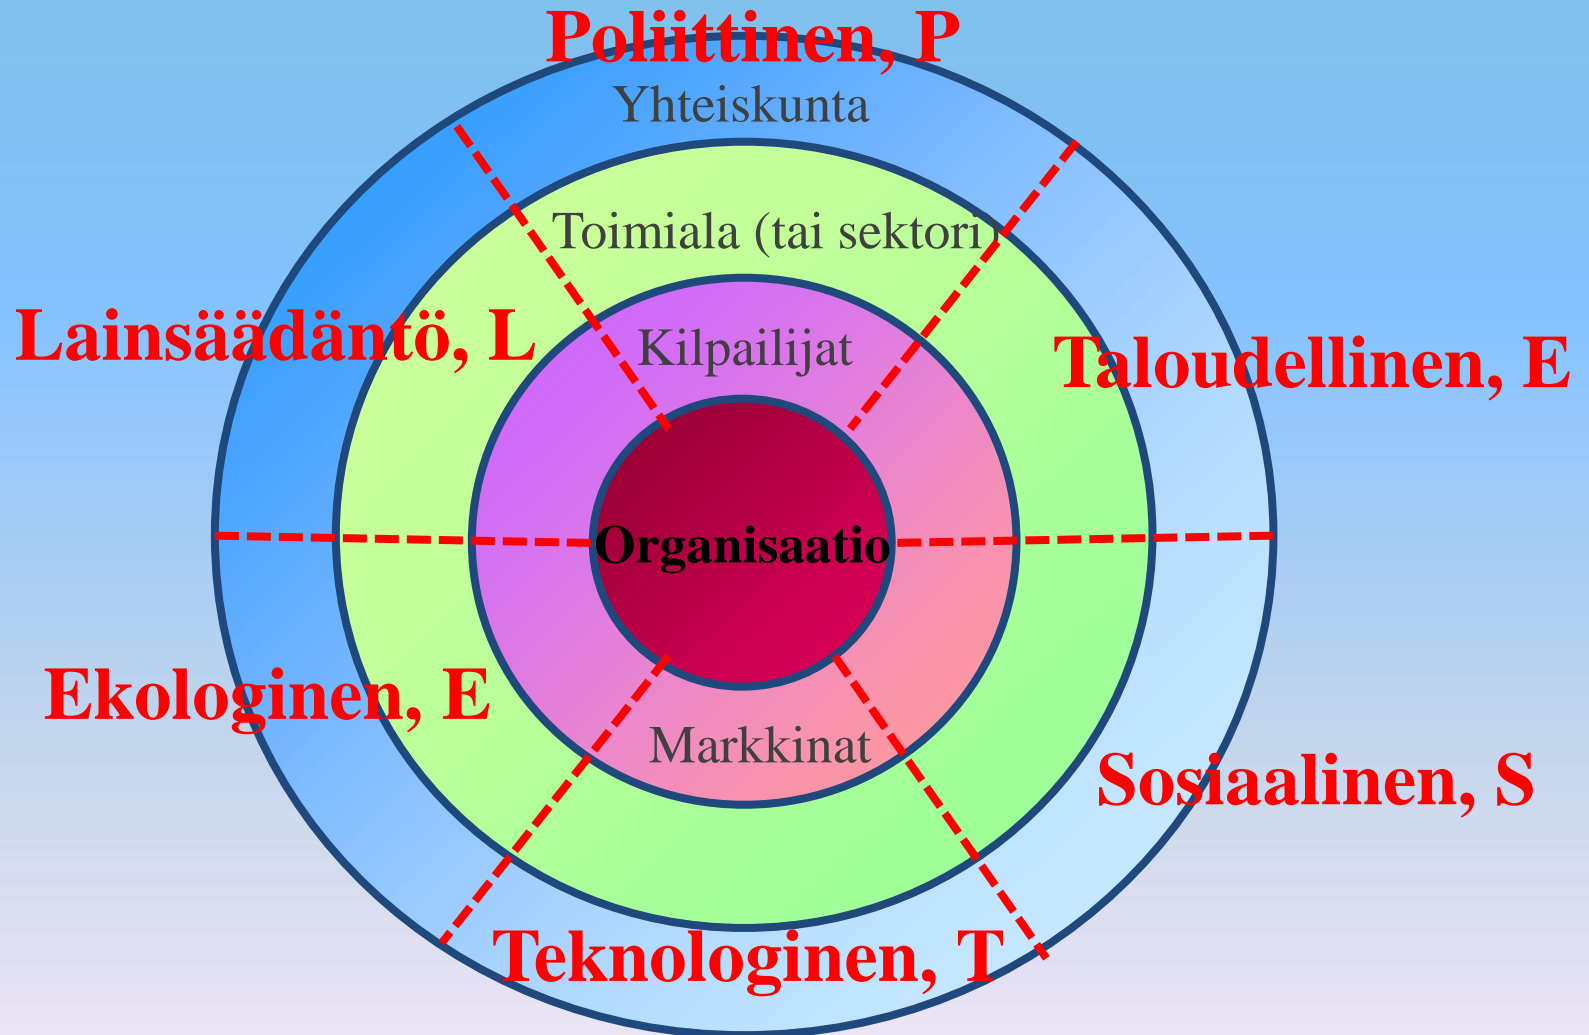 Poliittinen, P
Yhteiskunta
Toimiala (tai sektori)
Lainsäädäntö, L
Kilpailijat
Taloudellinen, E
Organisaatio
Ekologinen, E
Markkinat
Sosiaalinen, S
Teknologinen, T